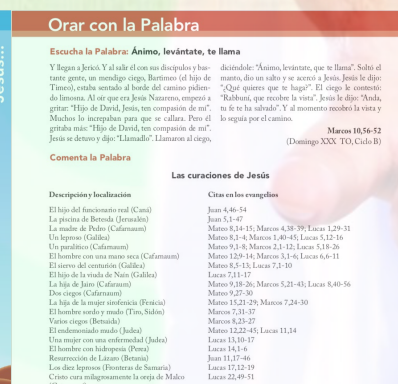 Jesús...
Orar con la Palabra
Escucha la Palabra: Ánimo, levántate, te llama
Y llegan a Jericó. Y al salir él con sus discípulos y bas-
tante gente, un mendigo ciego, Bartimeo (el hijo de
Timeo), estaba sentado al borde del camino pidien-
do limosna. Al oír que era Jesús Nazareno, empezó a
gritar: "Hijo de David, ten compasión de mí".
Muchos lo increpaban para que se callara. Pero él
gritaba más: "Hijo de David, ten compasión de mí".
Jesús se detuvo y dijo: "Llamadlo". Llamaron al ciego,
diciéndole: "Ánimo, levántate, que te llama". Soltó el
manto, dio un salto y se acercó a Jesús. Jesús le dijo:
"¿Qué quieres que te haga?". El ciego le contestó:
"Rabbuní, que recobre la vista". Jesús le dijo: "Anda,
tu fe te ha salvado". Y al momento recobró la vista y
lo seguía por el camino.
Marcos 10,56-52
(Domingo XXX TO, Ciclo B)
Comenta la Palabra
Las curaciones de Jesús
Descripción y localización Citas en los evangelios
El hijo del funcionario real (Caná) Juan 4,46-54
La piscina de Betesda (Jerusalén) Juan 5,1-47
La madre de Pedro (Cafarnaum) Mateo 8,14-15; Marcos 4,38-39; Lucas 1,29-31
Un leproso (Galilea) Mateo 8,1-4; Marcos 1,40-45; Lucas 5,12-16
Un paralítico (Cafarnaum) Mateo 9,1-8; Marcos 2,1-12; Lucas 5,18-26
El hombre con una mano seca (Cafarnaum) Mateo 12;9-14; Marcos 3,1-6; Lucas 6,6-11
El siervo del centurión (Galilea) Mateo 8,5-13; Lucas 7,1-10
El hijo de la viuda de Naín (Galilea) Lucas 7,11-17
La hija de Jairo (Cafarnaum) Mateo 9,18-26; Marcos 5,21-43; Lucas 8,40-56
Dos ciegos (Cafarnaum) Mateo 9,27-30
La hija de la mujer sirofenicia (Fenicia) Mateo 15,21-29; Marcos 7,24-30
El hombre sordo y mudo (Tiro, Sidón) Marcos 7,31-37
Varios ciegos (Betsaida) Marcos 8,23-27
El endemoniado mudo (Judea) Mateo 12,22-45; Lucas 11,14
Una mujer con una enfermedad (Judea) Lucas 13,10-17
El hombre con hidropesía (Perea) Lucas 14,1-6
Resurrección de Lázaro (Betania) Juan 11,17-46
Los diez leprosos (Fronteras de Samaria) Lucas 17,12-19
Cristo cura milagrosamente la oreja de Malco Lucas 22,49-51